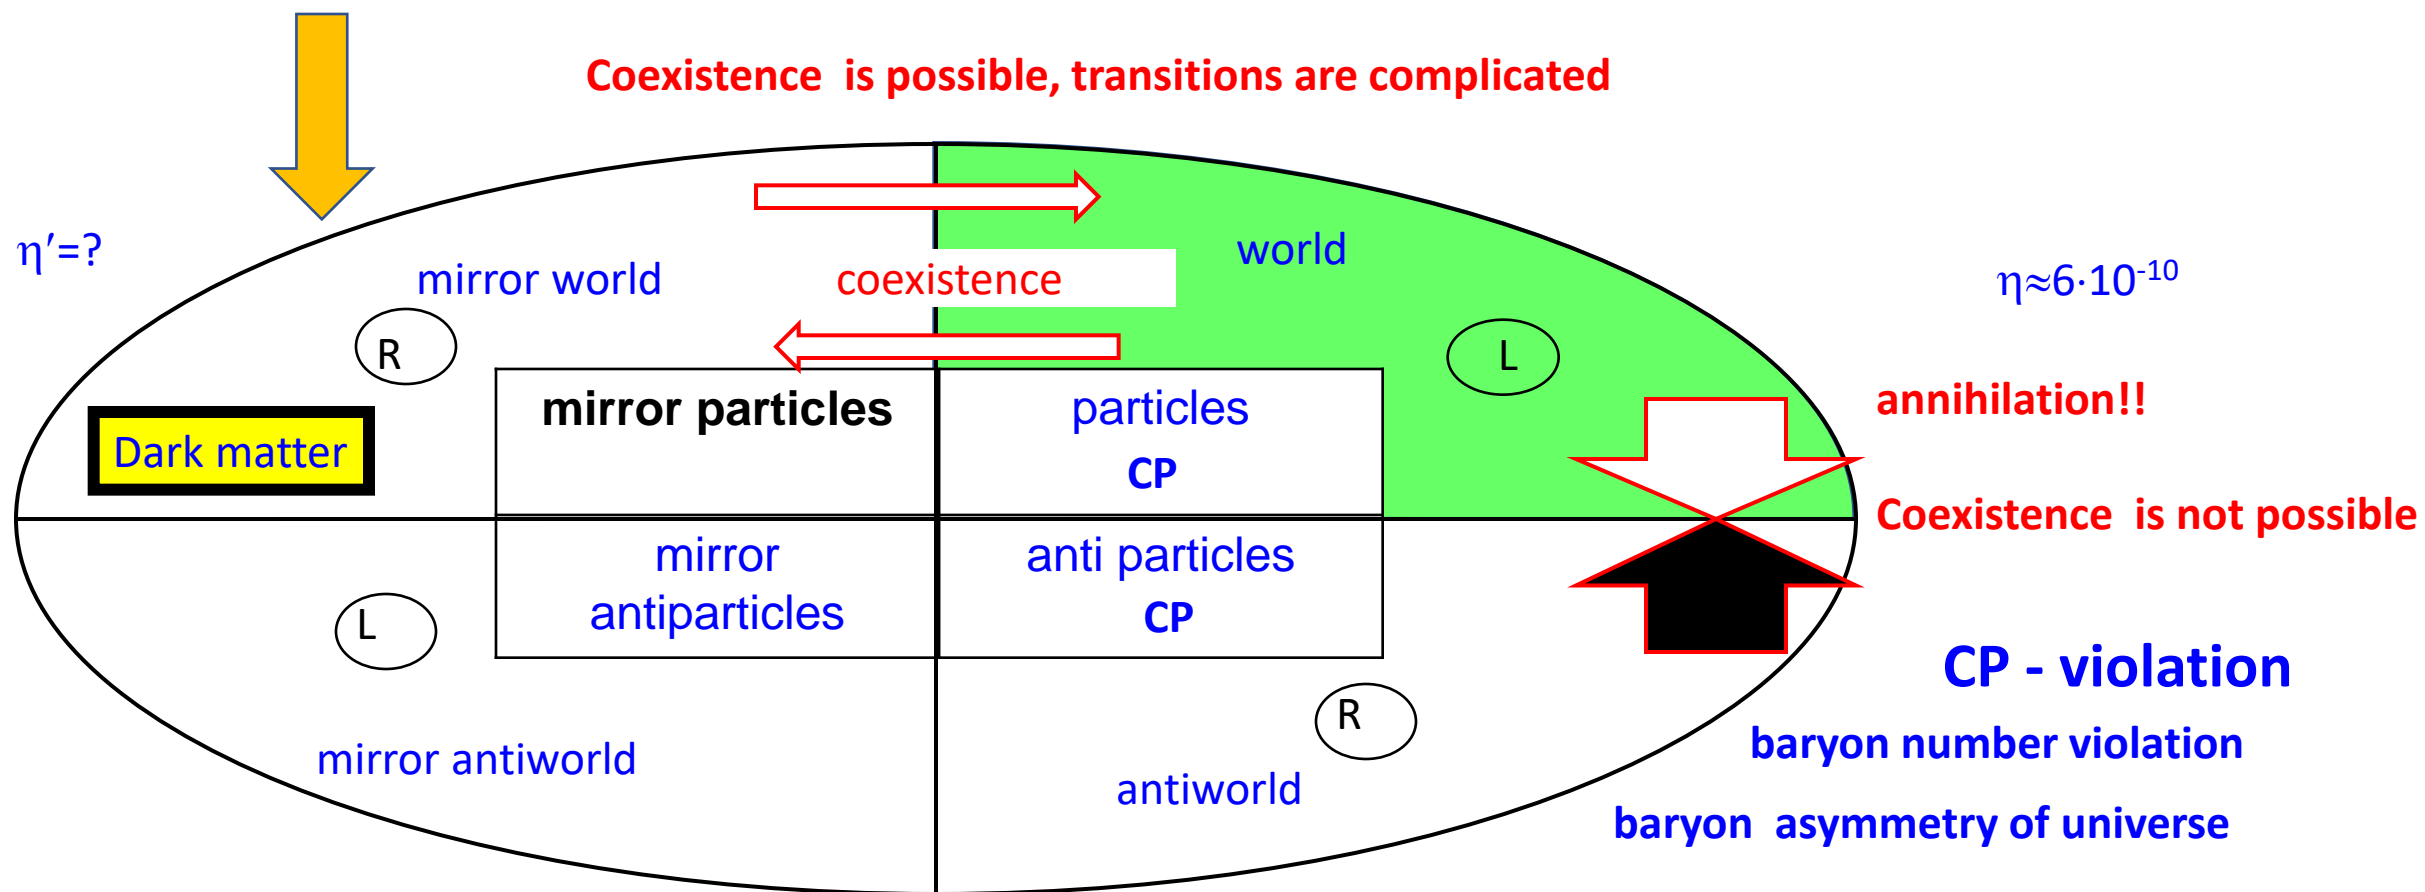 Coexistence  is possible, transitions are complicated
η′=?
mirror world
coexistence
world
η≈6·10⁻¹⁰
R
L
mirror particles
particles
CP
annihilation!!
Dark matter
Coexistence  is not possible
mirror
antiparticles
anti particles
CP
L
R
CP - violation
mirror antiworld
antiworld
baryon number violation
baryon  asymmetry of universe